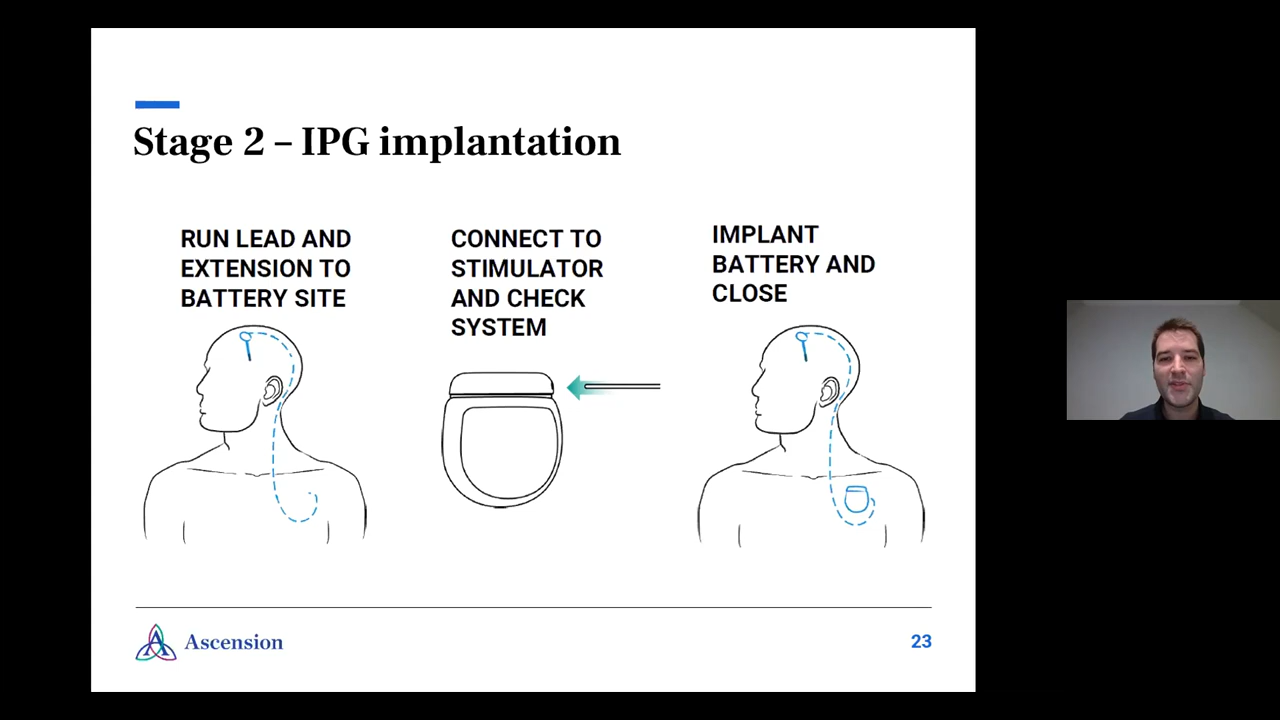 Stage 2 – IPG implantation
RUN LEAD AND
EXTENSION TO
BATTERY SITE
CONNECT TO
STIMULATOR
AND CHECK
SYSTEM
IMPLANT
BATTERY AND
CLOSE
Ascension
23